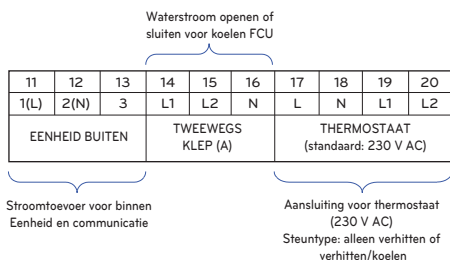 Waterstroom openen of
sluiten voor koelen FCU
11 12 13 14 15 16 17 18 19 20
1(L) 2(N) 3 L1 L2 N L N L1 L2
EENHEID BUITEN
TWEEWEGS
KLEP (A)
THERMOSTAAT
(standaard: 230 V AC)
Stroomtoevoer voor binnen
Eenheid en communicatie
Aansluiting voor thermostaat
(230 V AC)
Steuntype: alleen verhitten of
verhitten/koelen